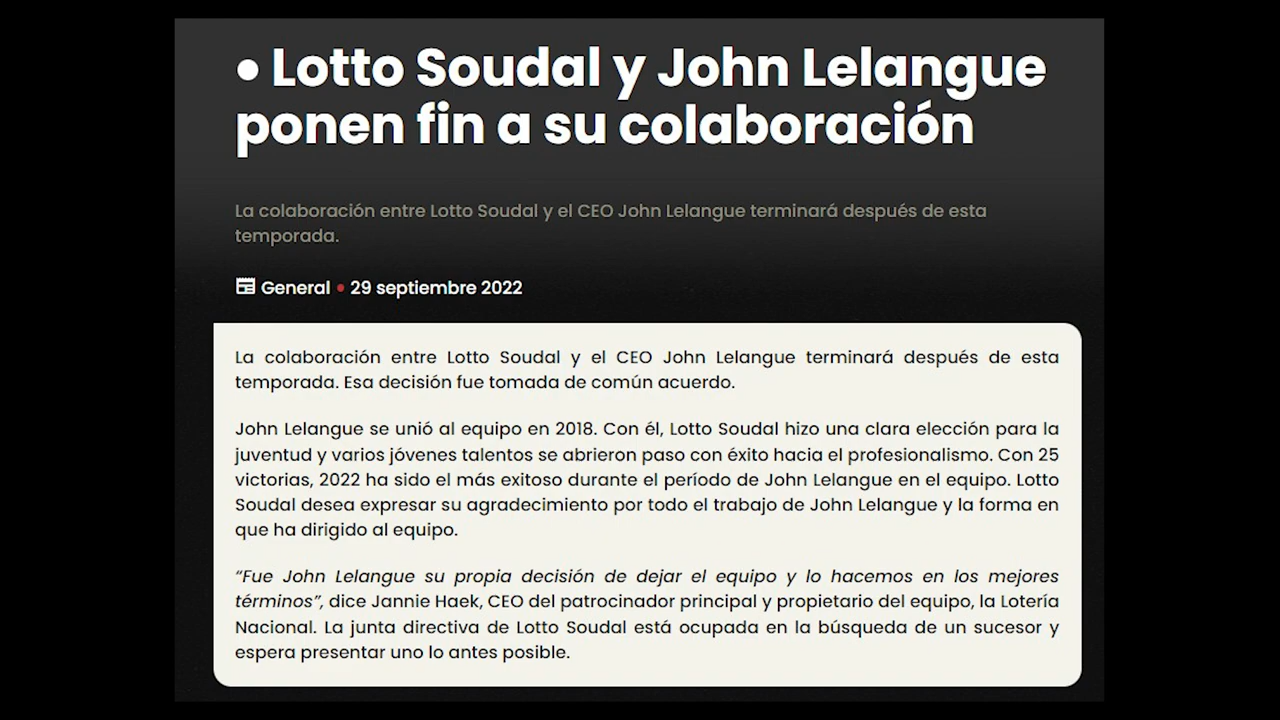 • Lotto Soudal y John Lelangue
ponen fin a su colaboración
La colaboración entre Lotto Soudal y el CEO John Lelangue terminará después de esta
temporada.
General • 29 septiembre 2022
La colaboración entre Lotto Soudal y el CEO John Lelangue terminará después de esta
temporada. Esa decisión fue tomada de común acuerdo.
John Lelangue se unió al equipo en 2018. Con él, Lotto Soudal hizo una clara elección para la
juventud y varios jóvenes talentos se abrieron paso con éxito hacia el profesionalismo. Con 25
victorias, 2022 ha sido el más exitoso durante el período de John Lelangue en el equipo. Lotto
Soudal desea expresar su agradecimiento por todo el trabajo de John Lelangue y la forma en
que ha dirigido al equipo.
“Fue John Lelangue su propia decisión de dejar el equipo y lo hacemos en los mejores
términos”, dice Jannie Haek, CEO del patrocinador principal y propietario del equipo, la Lotería
Nacional. La junta directiva de Lotto Soudal está ocupada en la búsqueda de un sucesor y
espera presentar uno lo antes posible.